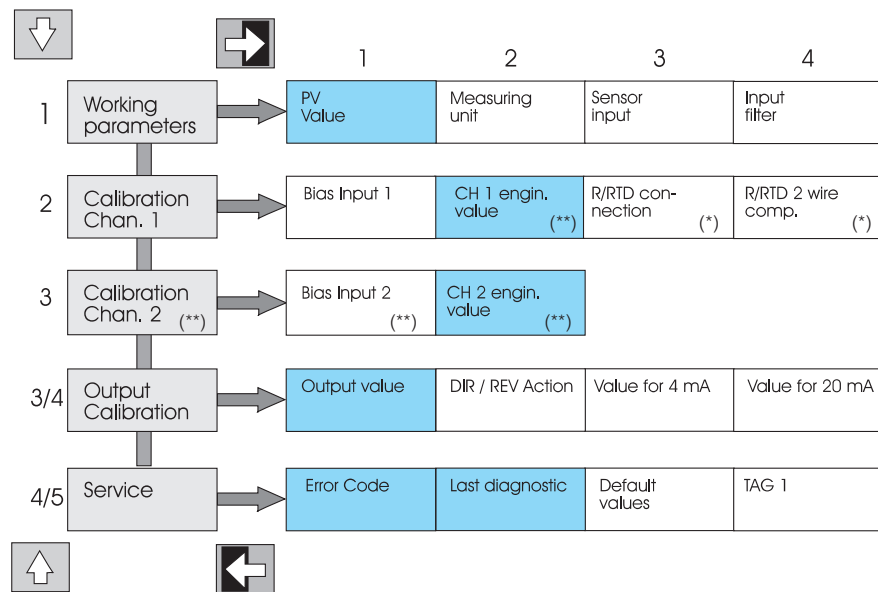 1 2 3 4
1
Working
parameters
PV
Value
Measuring
unit
Sensor
input
Input
filter
2
Calibration
Chan. 1
Bias Input 1
CH 1 engin.
value
(**)
R/RTD con-
nection
(*)
R/RTD 2 wire
comp.
(*)
3
Calibration
Chan. 2
(**)
Bias Input 2
(**)
CH 2 engin.
value
(**)
3/4
Output
Calibration
Output value
DIR / REV Action
Value for 4 mA
Value for 20 mA
4/5
Service
Error Code
Last diagnostic
Default
values
TAG 1